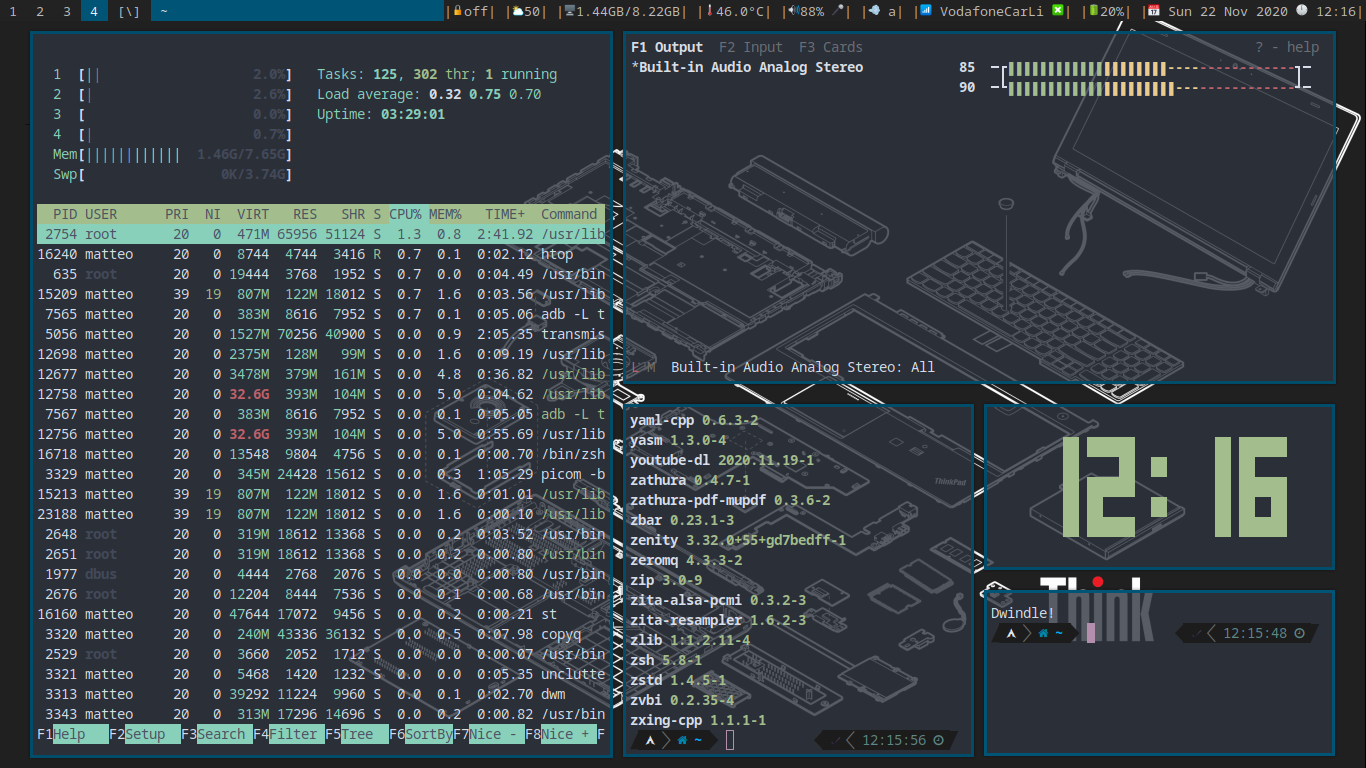 1 2 3 4 [\] ~ |off| |50| |1.44GB/8.22GB| |46.0°C| |88% | | a| | VodafoneCarLi | |20%| | Sun 22 Nov 2020 12:16|
1 [|| 2.0%] Tasks: 125, 302 thr; 1 running
2 [| 2.6%] Load average: 0.32 0.75 0.70
3 [ 0.0%] Uptime: 03:29:01
4 [| 0.7%]
Mem[|||||||||||| 1.46G/7.65G]
Swp[ 0K/3.74G]
PID USER PRI NI VIRT RES SHR S CPU% MEM% TIME+ Command
2754 root 20 0 471M 65956 51124 S 1.3 0.8 2:41.92 /usr/lib
16240 matteo 20 0 8744 4744 3416 R 0.7 0.1 0:02.12 htop
635 root 20 0 19444 3768 1952 S 0.7 0.0 0:04.49 /usr/bin
15209 matteo 39 19 807M 122M 18012 S 0.7 1.6 0:03.56 /usr/lib
7565 matteo 20 0 383M 8616 7952 S 0.7 0.1 0:05.06 adb -L t
5056 matteo 20 0 1527M 70256 40900 S 0.0 0.9 2:05.35 transmis
12698 matteo 20 0 2375M 128M 99M S 0.0 1.6 0:09.19 /usr/lib
12677 matteo 20 0 3478M 379M 161M S 0.0 4.8 0:36.82 /usr/lib
12758 matteo 20 0 32.6G 393M 104M S 0.0 5.0 0:04.62 /usr/lib
7567 matteo 20 0 383M 8616 7952 S 0.0 0.1 0:05.05 adb -L t
12756 matteo 20 0 32.6G 393M 104M S 0.0 5.0 0:55.69 /usr/lib
16718 matteo 20 0 13548 9804 4756 S 0.0 0.1 0:00.70 /bin/zsh
3329 matteo 20 0 345M 24428 15612 S 0.0 0.3 1:05.29 picom -b
15213 matteo 39 19 807M 122M 18012 S 0.0 1.6 0:01.01 /usr/lib
23188 matteo 39 19 807M 122M 18012 S 0.0 1.6 0:00.10 /usr/lib
2648 root 20 0 319M 18612 13368 S 0.0 0.2 0:03.52 /usr/bin
2651 root 20 0 319M 18612 13368 S 0.0 0.2 0:00.80 /usr/bin
1977 dbus 20 0 4444 2768 2076 S 0.0 0.0 0:00.80 /usr/bin
2676 root 20 0 12204 8444 7536 S 0.0 0.1 0:00.68 /usr/bin
16160 matteo 20 0 47644 17072 9456 S 0.0 0.2 0:00.21 st
3320 matteo 20 0 240M 43336 36132 S 0.0 0.5 0:07.98 copyq
2529 root 20 0 3660 2052 1712 S 0.0 0.0 0:00.07 /usr/bin
3321 matteo 20 0 5468 1420 1232 S 0.0 0.0 0:05.35 unclutte
3313 matteo 20 0 39292 11224 9960 S 0.0 0.1 0:02.70 dwm
3343 matteo 20 0 313M 17296 14696 S 0.0 0.2 0:00.82 /usr/bin
F1Help F2Setup F3Search F4Filter F5Tree F6SortBy F7Nice - F8Nice + F
F1 Output F2 Input F3 Cards ? - help
*Built-in Audio Analog Stereo 85
90
L M Built-in Audio Analog Stereo: All
yaml-cpp 0.6.3-2
yasm 1.3.0-4
youtube-dl 2020.11.19-1
zathura 0.4.7-1
zathura-pdf-mupdf 0.3.6-2
zbar 0.23.1-3
zenity 3.32.0+55+gd7bedff-1
zeromq 4.3.3-2
zip 3.0-9
zita-alsa-pcmi 0.3.2-3
zita-resampler 1.6.2-3
zlib 1:1.2.11-4
zsh 5.8-1
zstd 1.4.5-1
zvbi 0.2.35-4
zxing-cpp 1.1.1-1
~ 12:15:56
ThinkPad
12:16
Think
Dwindle!
~ 12:15:48